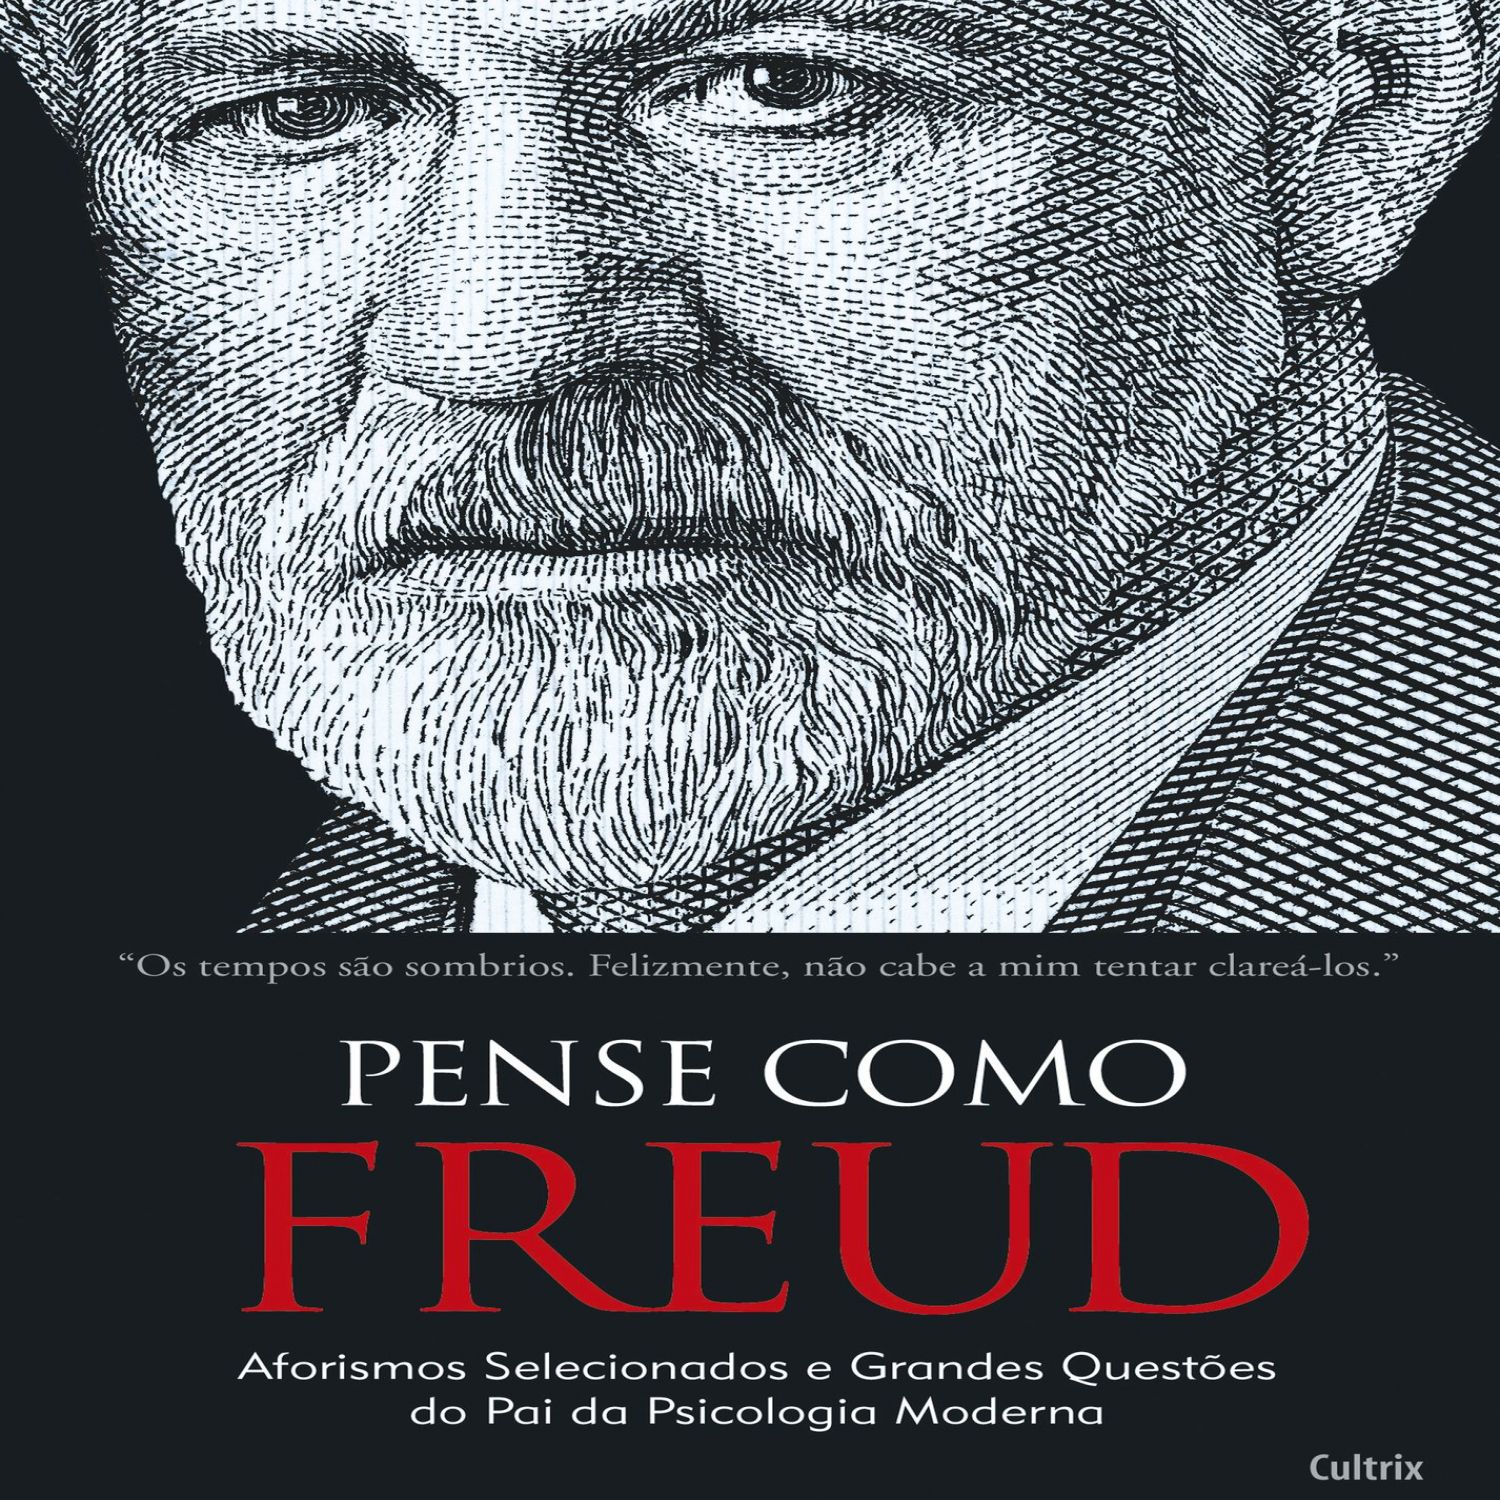 “Os tempos são sombrios. Felizmente, não cabe a mim tentar clareá-los.”
PENSE COMO
FREUD
Aforismos Selecionados e Grandes Questões
do Pai da Psicologia Moderna
Cultrix